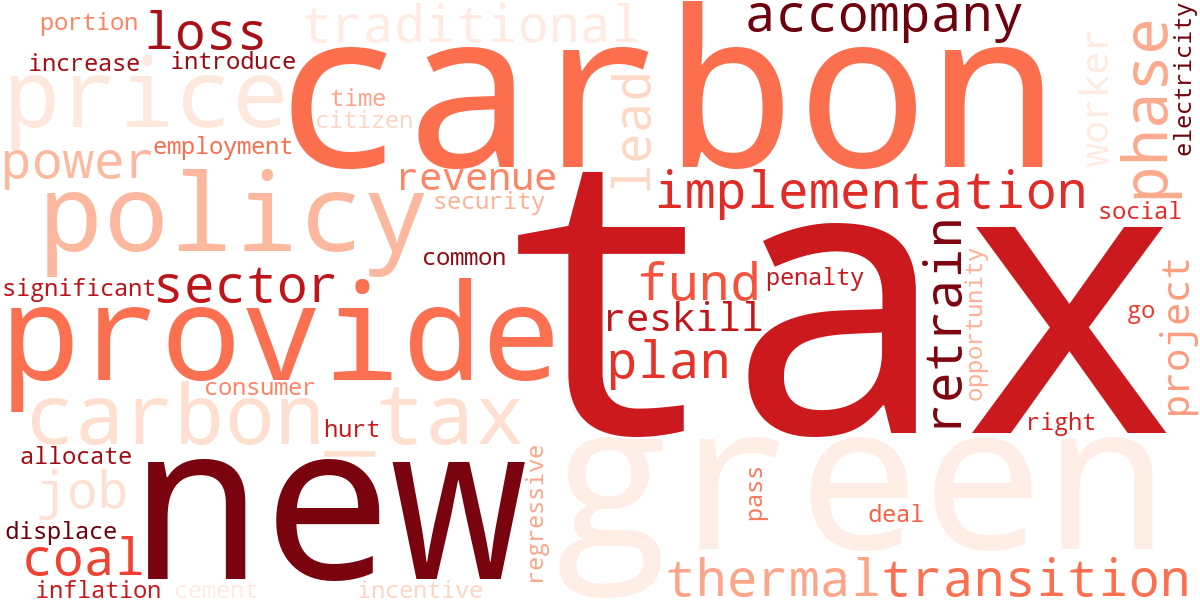 portion
loss
traditional
accompany
electricity
increase
introduce
carbon
phase
price
time
citizen
lead
worker
power
employment
policy
revenue
security
implementation
social
common
tax
retrain
significant
sector
fund
penalty
opportunity
project
go
provide
reskill
plan
consumer
carbon_tax
hurt
right
allocate
new
green
job
regressive
pass
deal
displace
coal
inflation
cement
incentive
thermal
transition